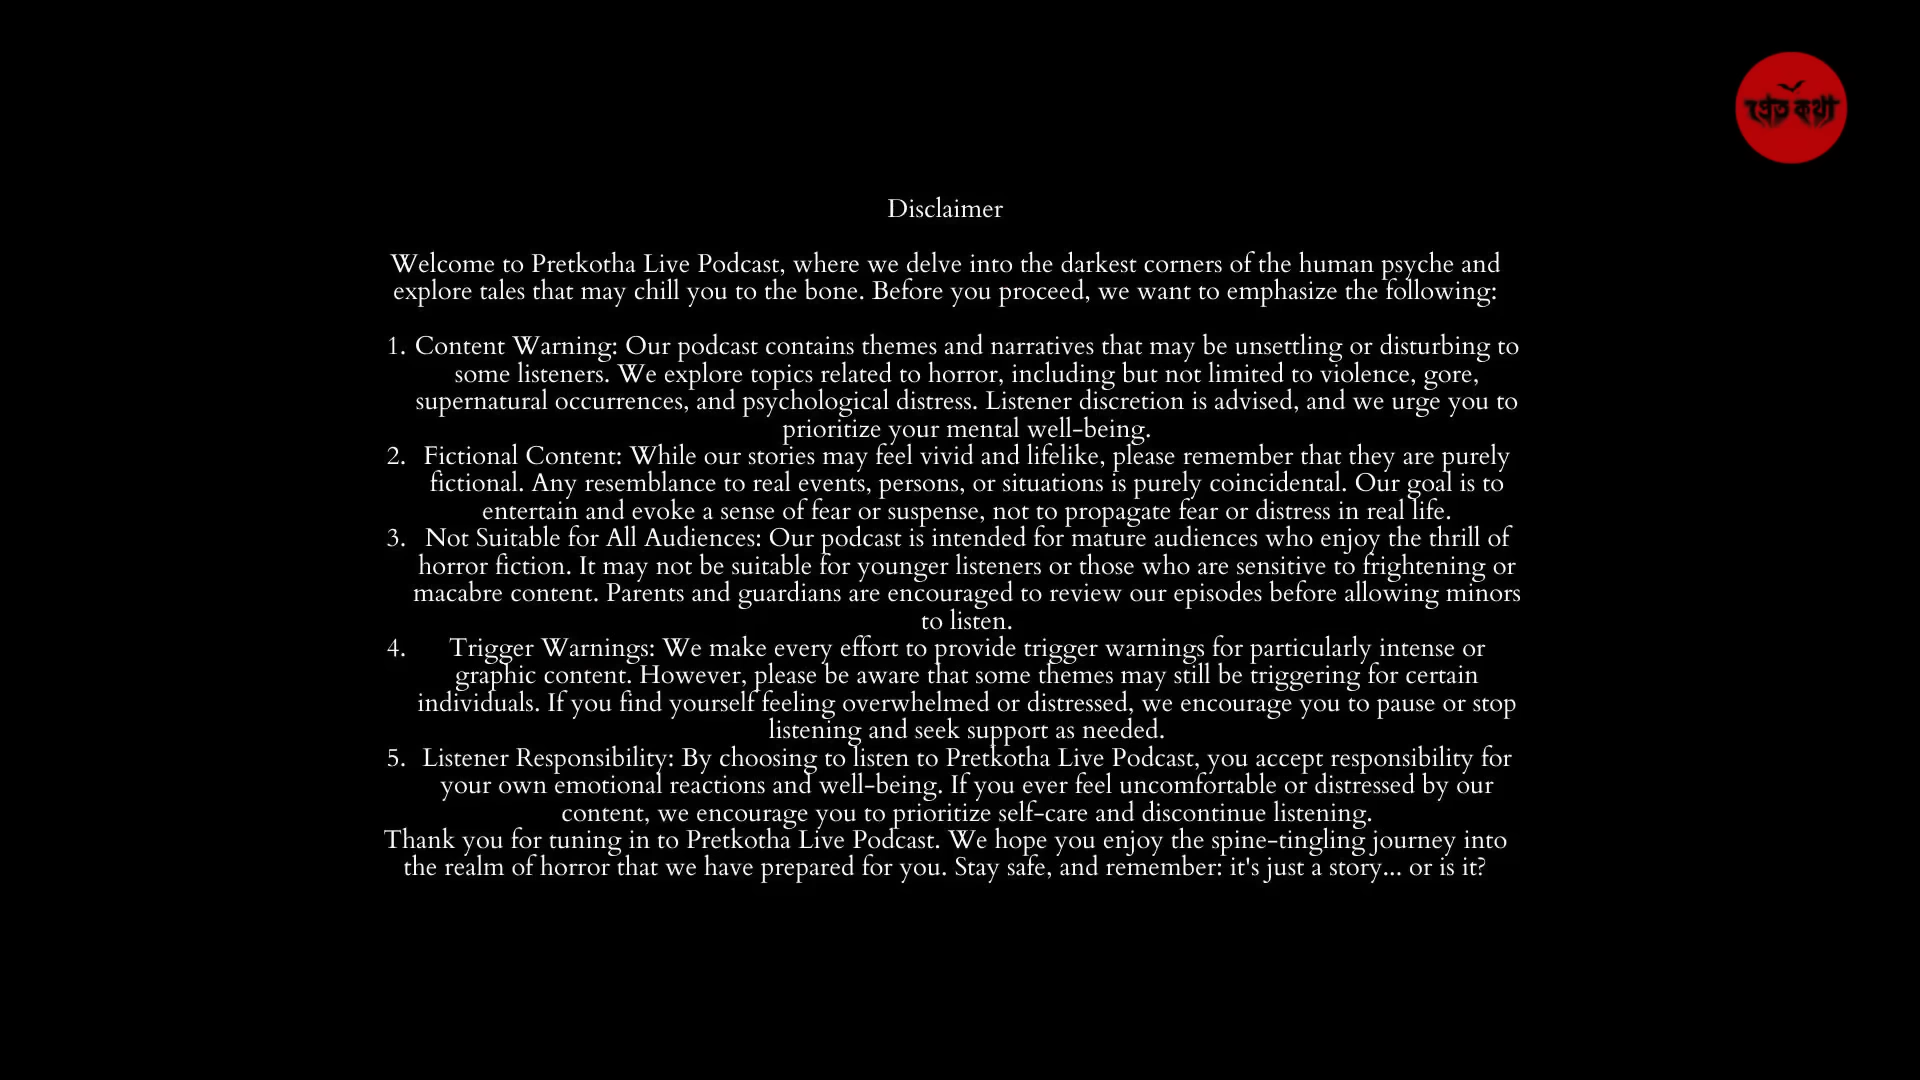 প্রেত কথা
Disclaimer
Welcome to Pretkotha Live Podcast, where we delve into the darkest corners of the human psyche and
explore tales that may chill you to the bone. Before you proceed, we want to emphasize the following:
1. Content Warning: Our podcast contains themes and narratives that may be unsettling or disturbing to
some listeners. We explore topics related to horror, including but not limited to violence, gore,
supernatural occurrences, and psychological distress. Listener discretion is advised, and we urge you to
prioritize your mental well-being.
2. Fictional Content: While our stories may feel vivid and lifelike, please remember that they are purely
fictional. Any resemblance to real events, persons, or situations is purely coincidental. Our goal is to
entertain and evoke a sense of fear or suspense, not to propagate fear or distress in real life.
3. Not Suitable for All Audiences: Our podcast is intended for mature audiences who enjoy the thrill of
horror fiction. It may not be suitable for younger listeners or those who are sensitive to frightening or
macabre content. Parents and guardians are encouraged to review our episodes before allowing minors
to listen.
4. Trigger Warnings: We make every effort to provide trigger warnings for particularly intense or
graphic content. However, please be aware that some themes may still be triggering for certain
individuals. If you find yourself feeling overwhelmed or distressed, we encourage you to pause or stop
listening and seek support as needed.
5. Listener Responsibility: By choosing to listen to Pretkotha Live Podcast, you accept responsibility for
your own emotional reactions and well-being. If you ever feel uncomfortable or distressed by our
content, we encourage you to prioritize self-care and discontinue listening.
Thank you for tuning in to Pretkotha Live Podcast. We hope you enjoy the spine-tingling journey into
the realm of horror that we have prepared for you. Stay safe, and remember: it's just a story... or is it?